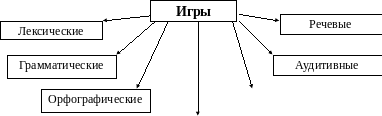 Игры
Лексические
Речевые
Грамматические
Аудитивные
Орфографические